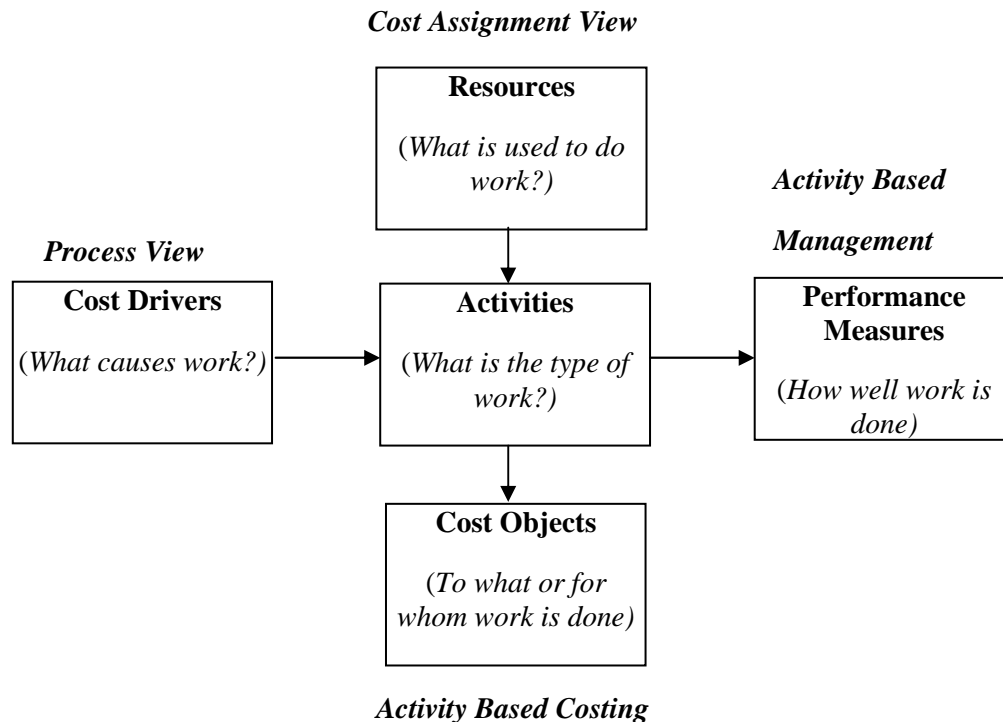 Cost Assignment View
Resources
(What is used to do
work?)
Activity Based
Management
Process View
Cost Drivers
(What causes work?)
Activities
(What is the type of
work?)
Performance
Measures
(How well work is
done)
Cost Objects
(To what or for
whom work is done)
Activity Based Costing